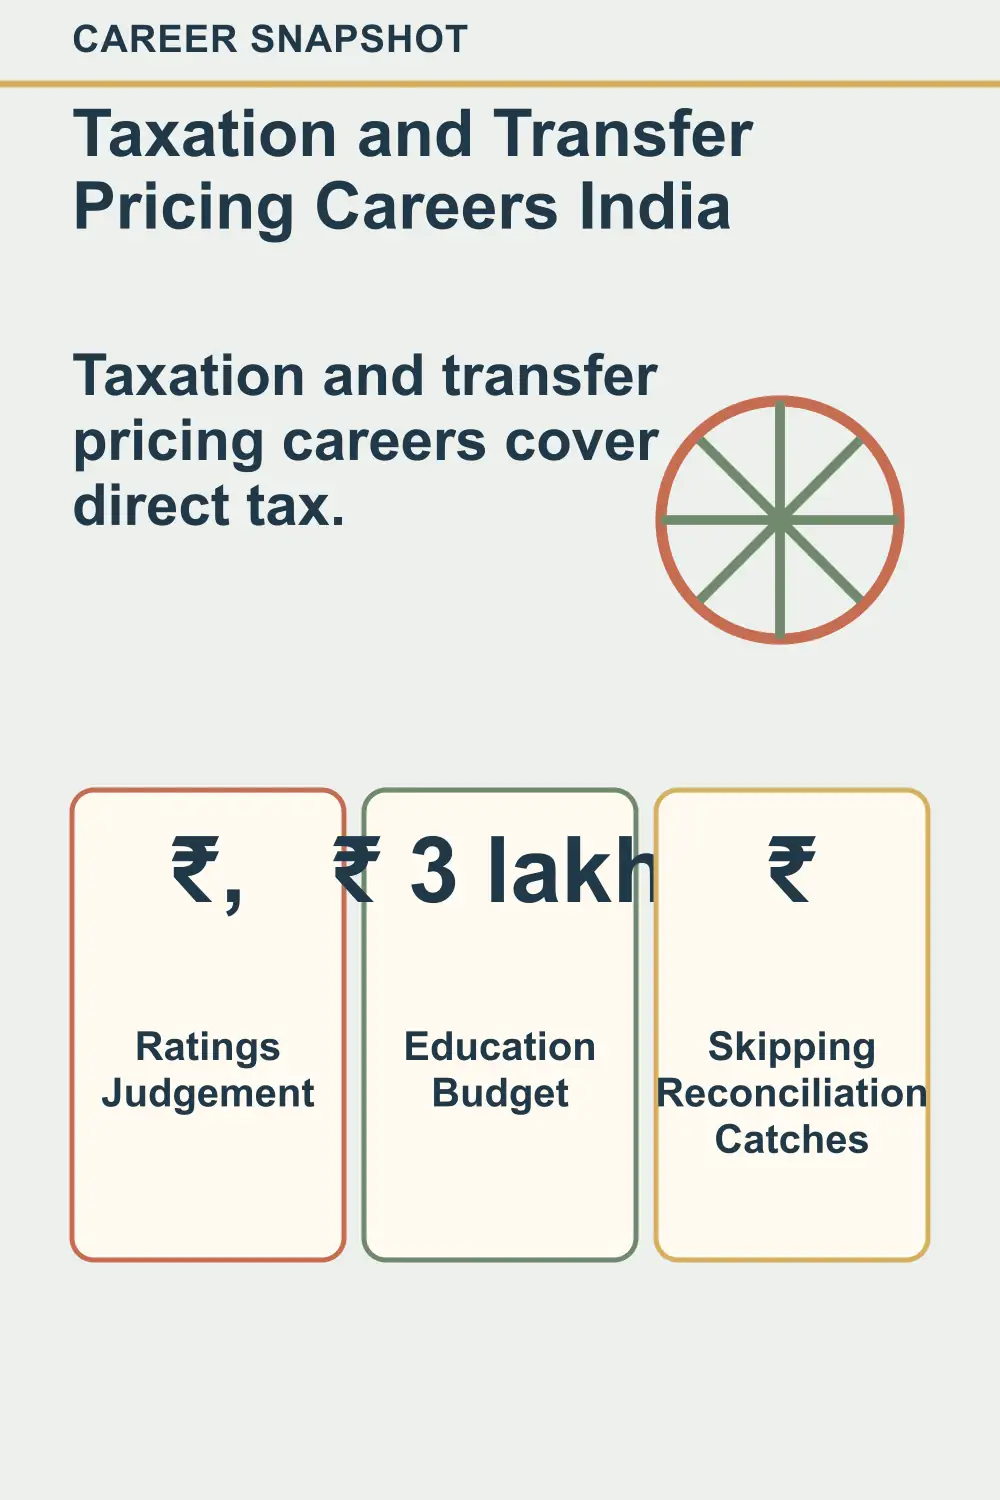 CAREER SNAPSHOT
Taxation and Transfer
Pricing Careers India
Taxation and transfer
pricing careers cover
direct tax.
₹,
Ratings
Judgement
₹ 3 lakh
Education
Budget
₹
Skipping
Reconciliation
Catches